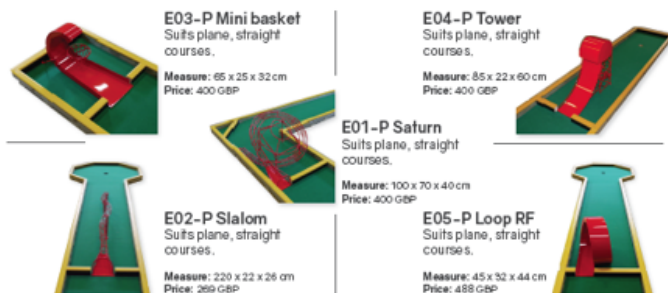 E03-P Mini basket
Suits plane, straight
courses.
Measure: 65 x 25 x 32 cm
Price: 400 GBP
E04-P Tower
Suits plane, straight
courses.
Measure: 85 x 22 x 60 cm
Price: 400 GBP
E01-P Saturn
Suits plane, straight
courses.
Measure: 100 x 70 x 40 cm
Price: 400 GBP
E02-P Slalom
Suits plane, straight
courses.
Measure: 220 x 22 x 26 cm
Price: 269 GBP
E05-P Loop RF
Suits plane, straight
courses.
Measure: 45 x 32 x 44 cm
Price: 488 GBP